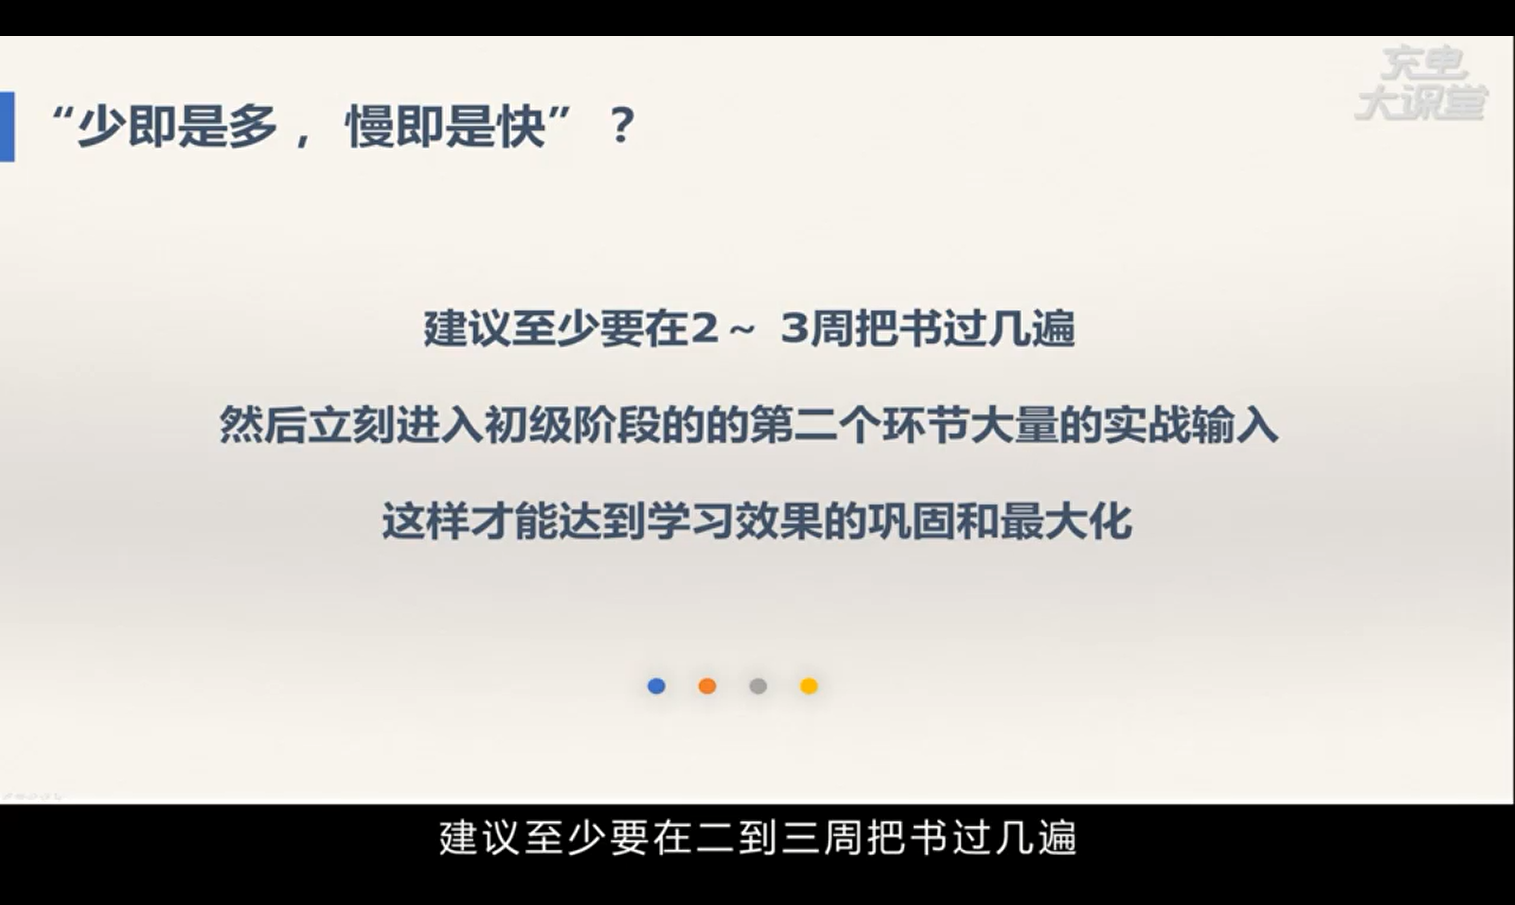 充电
大课堂
“少即是多，慢即是快”？
建议至少要在2～ 3周把书过几遍
然后立刻进入初级阶段的的第二个环节大量的实战输入
这样才能达到学习效果的巩固和最大化
建议至少要在二到三周把书过几遍